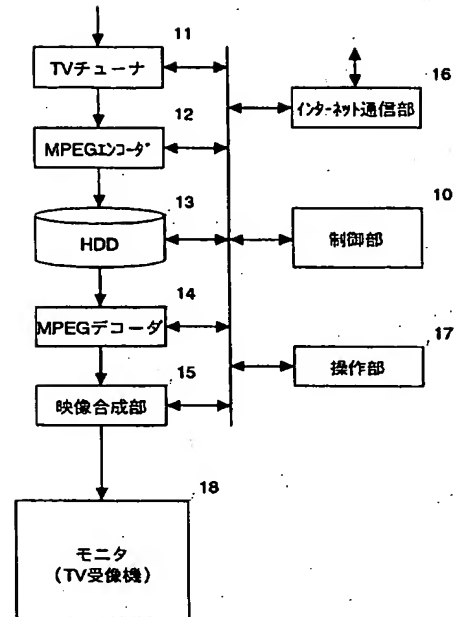 11
TVチューナ
12
MPEGエンコーダ
13
HDD
14
MPEGデコーダ
15
映像合成部
18
モニタ
(TV受像機)
16
インターネット通信部
10
制御部
17
操作部